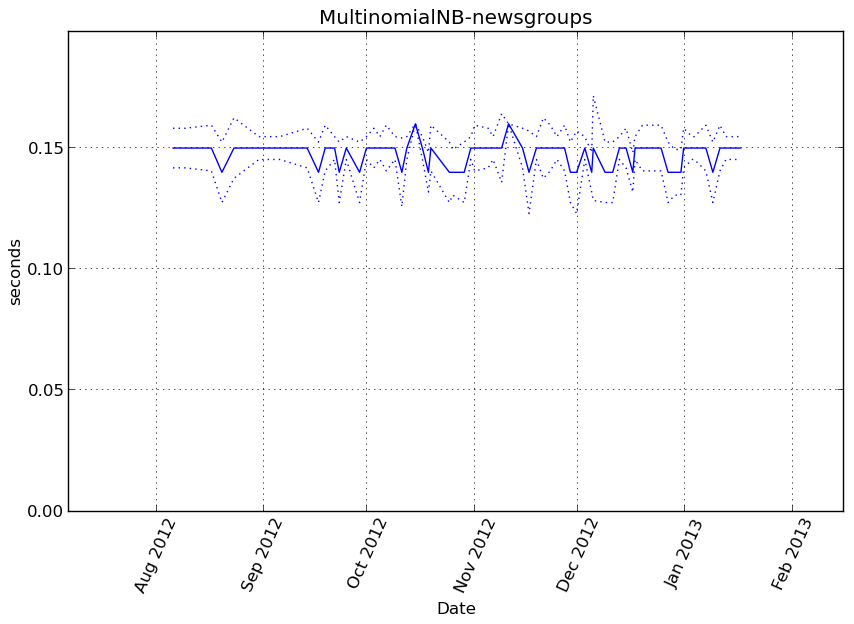 MultinomialNB-newsgroups
seconds
0.15
0.10
0.05
0.00
Aug 2012
Sep 2012
Oct 2012
Nov 2012
Dec 2012
Jan 2013
Feb 2013
Date